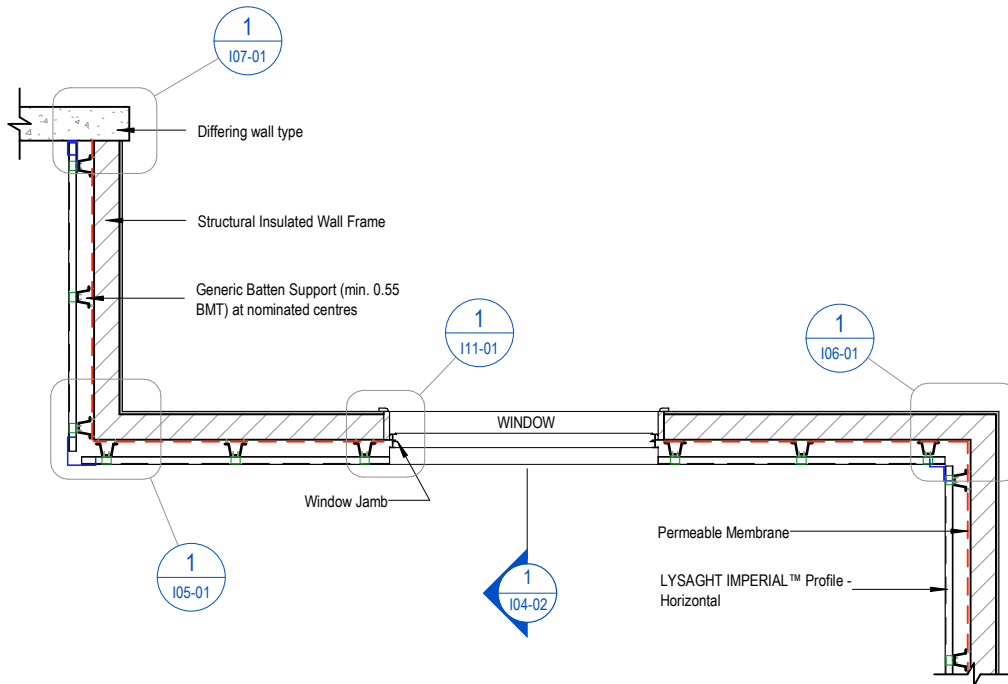 1
I07-01
Differing wall type
Structural Insulated Wall Frame
Generic Batten Support (min. 0.55
BMT) at nominated centres
1
I11-01
1
I06-01
WINDOW
Window Jamb
1
I05-01
1
I04-02
Permeable Membrane
LYSAGHT IMPERIAL™ Profile -
Horizontal